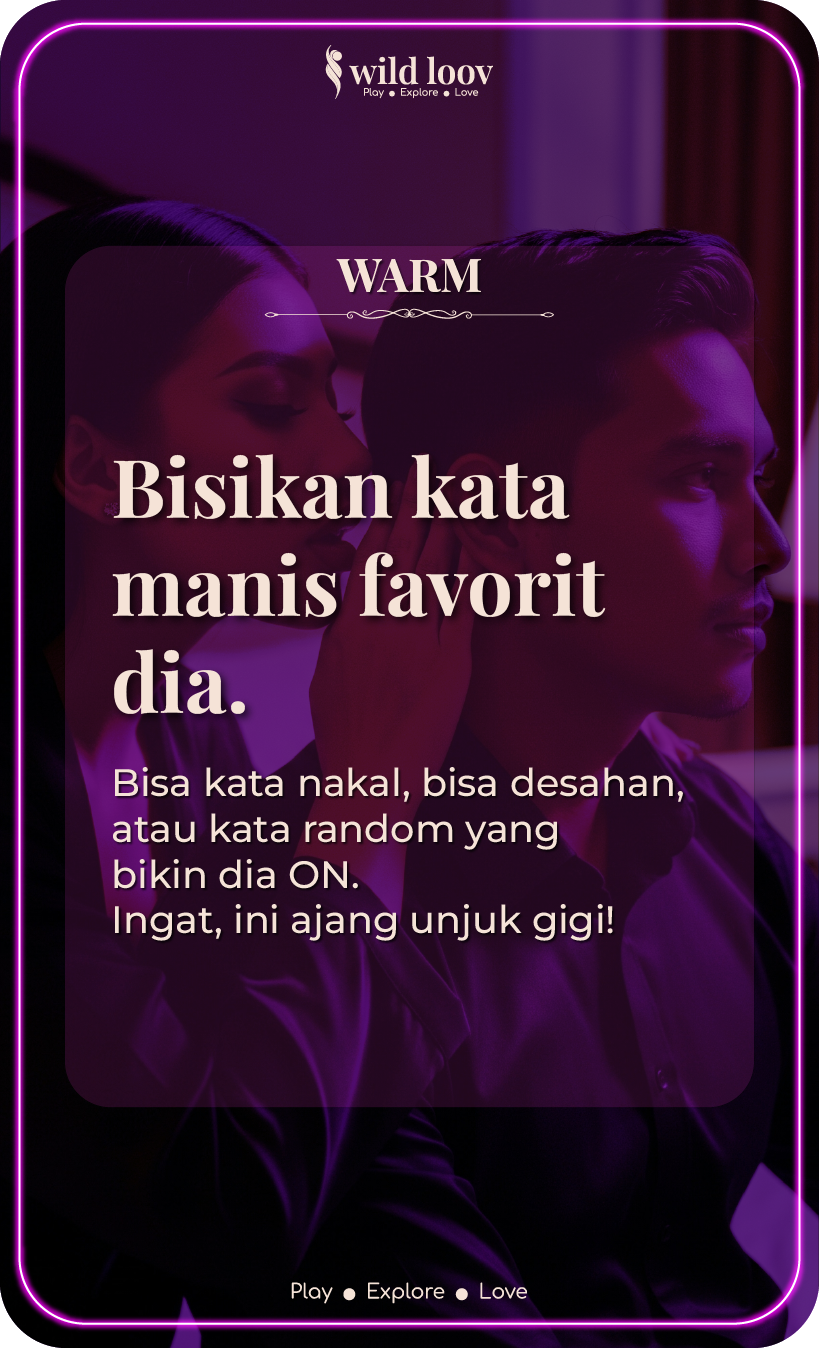 wild loov
Play • Explore • Love
WARM
Bisikan kata
manis favorit
dia.
Bisa kata nakal, bisa desahan,
atau kata random yang
bikin dia ON.
Ingat, ini ajang unjuk gigi!
Play • Explore • Love